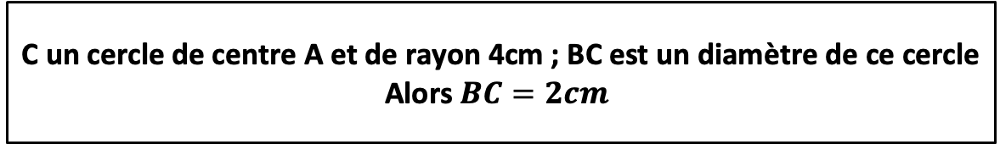 C un cercle de centre A et de rayon 4cm ; BC est un diamètre de ce cercle
Alors BC = 2cm